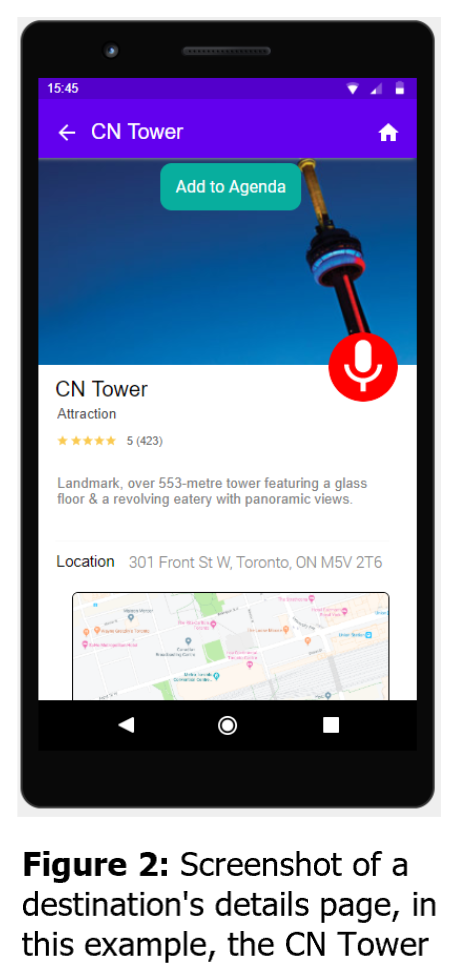 15:45
CN Tower
Add to Agenda
CN Tower
Attraction
5 (423)
Landmark, over 553-metre tower featuring a glass
floor & a revolving eatery with panoramic views.
Location 301 Front St W, Toronto, ON M5V 2T6
Figure 2: Screenshot of a
destination's details page, in
this example, the CN Tower